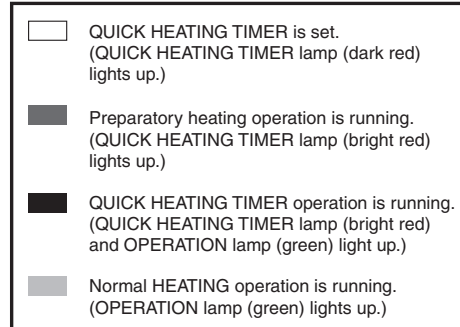 QUICK HEATING TIMER is set.
(QUICK HEATING TIMER lamp (dark red)
lights up.)
Preparatory heating operation is running.
(QUICK HEATING TIMER lamp (bright red)
lights up.)
QUICK HEATING TIMER operation is running.
(QUICK HEATING TIMER lamp (bright red)
and OPERATION lamp (green) light up.)
Normal HEATING operation is running.
(OPERATION lamp (green) lights up.)